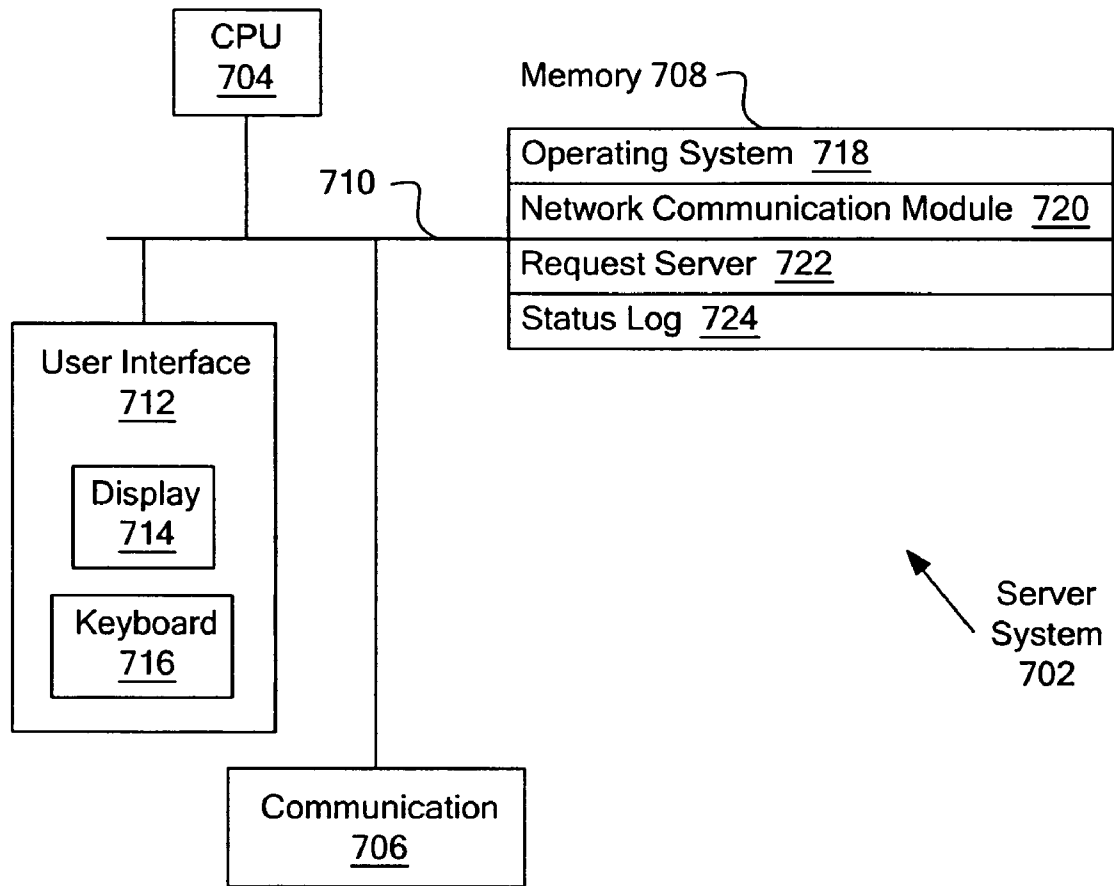 CPU
704
Memory 708
Operating System 718
710
Network Communication Module 720
Request Server 722
Status Log 724
User Interface
712
Display
714
Keyboard
716
Server
System
702
Communication
706